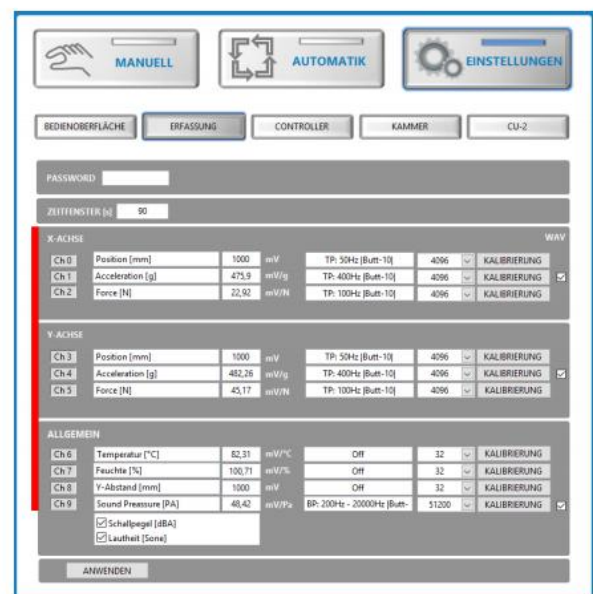 MANUELL AUTOMATIK EINSTELLUNGEN
BEDIENOBERFLÄCHE ERFASSUNG CONTROLLER KAMMER CU-2
PASSWORD
ZEITFENSTER [s] 90
X-ACHSE WAV
Ch 0 Position [mm] 1000 mV TP: 50Hz |Butt-10| 4096 KALIBRIERUNG
Ch 1 Acceleration [g] 475,9 mV/g TP: 400Hz |Butt-10| 4096 KALIBRIERUNG
Ch 2 Force [N] 22,92 mV/N TP: 100Hz |Butt-10| 4096 KALIBRIERUNG
Y-ACHSE
Ch 3 Position [mm] 1000 mV TP: 50Hz |Butt-10| 4096 KALIBRIERUNG
Ch 4 Acceleration [g] 482,26 mV/g TP: 400Hz |Butt-10| 4096 KALIBRIERUNG
Ch 5 Force [N] 45,17 mV/N TP: 100Hz |Butt-10| 4096 KALIBRIERUNG
ALLGEMEIN
Ch 6 Temperatur [°C] 82,31 mV/°C Off 32 KALIBRIERUNG
Ch 7 Feuchte [%] 100,71 mV/% Off 32 KALIBRIERUNG
Ch 8 Y-Abstand [mm] 1000 mV Off 32 KALIBRIERUNG
Ch 9 Sound Preassure [PA] 48,42 mV/Pa BP: 200Hz - 20000Hz |Butt- 51200 KALIBRIERUNG
Schallpegel [dBA]
Lautheit [Sone]
ANWENDEN